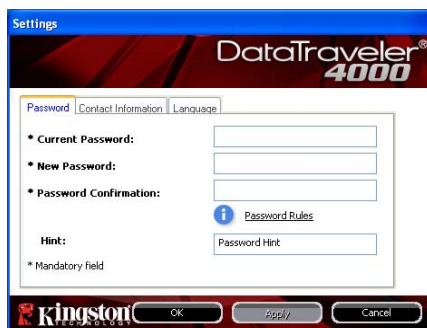 Settings
DataTraveler®
4000
Password Contact Information Language
* Current Password:
* New Password:
* Password Confirmation:
i Password Rules
Hint: Password Hint
* Mandatory field
Kingston OK Apply Cancel
TECHNOLOGY